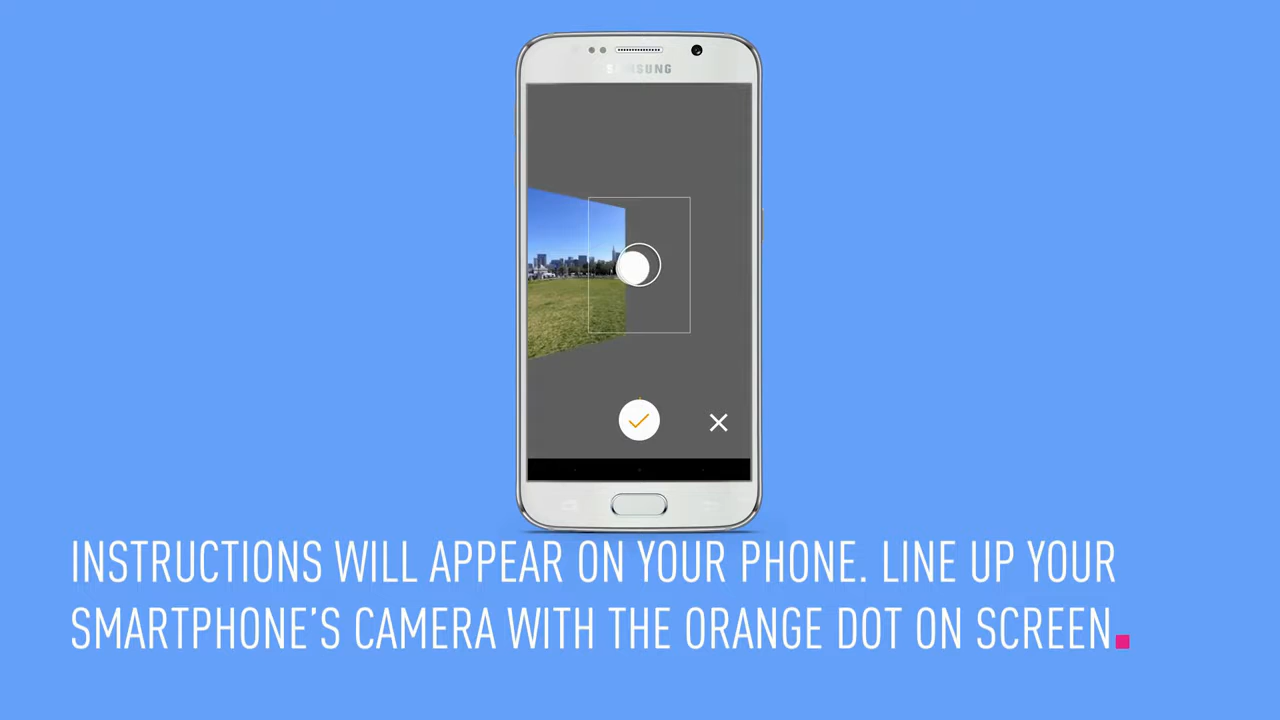 SAMSUNG
INSTRUCTIONS WILL APPEAR ON YOUR PHONE. LINE UP YOUR
SMARTPHONE'S CAMERA WITH THE ORANGE DOT ON SCREEN.